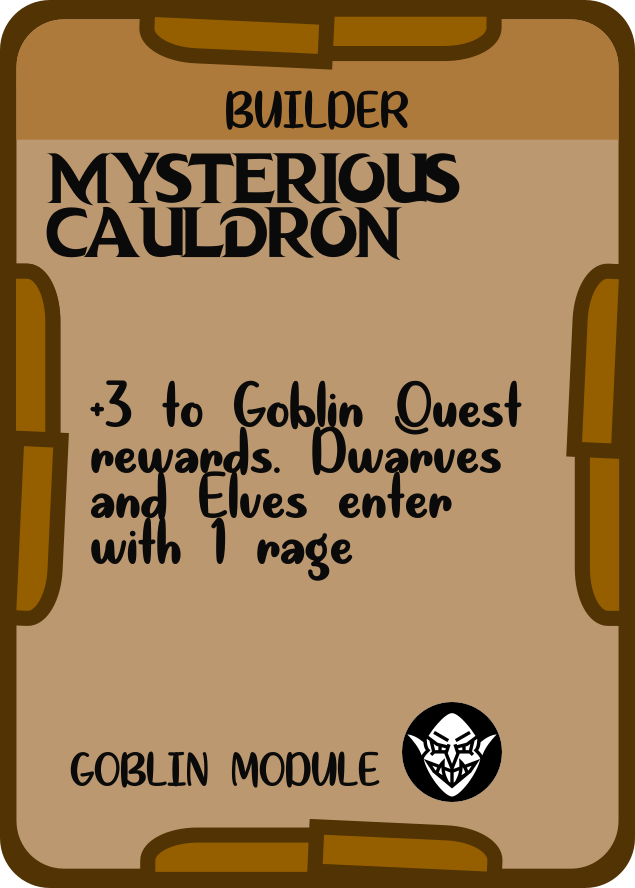 BUILDER
MYSTERIOUS
CAULDRON
+3 to Goblin Quest
rewards. Dwarves
and Elves enter
with 1 rage
GOBLIN MODULE